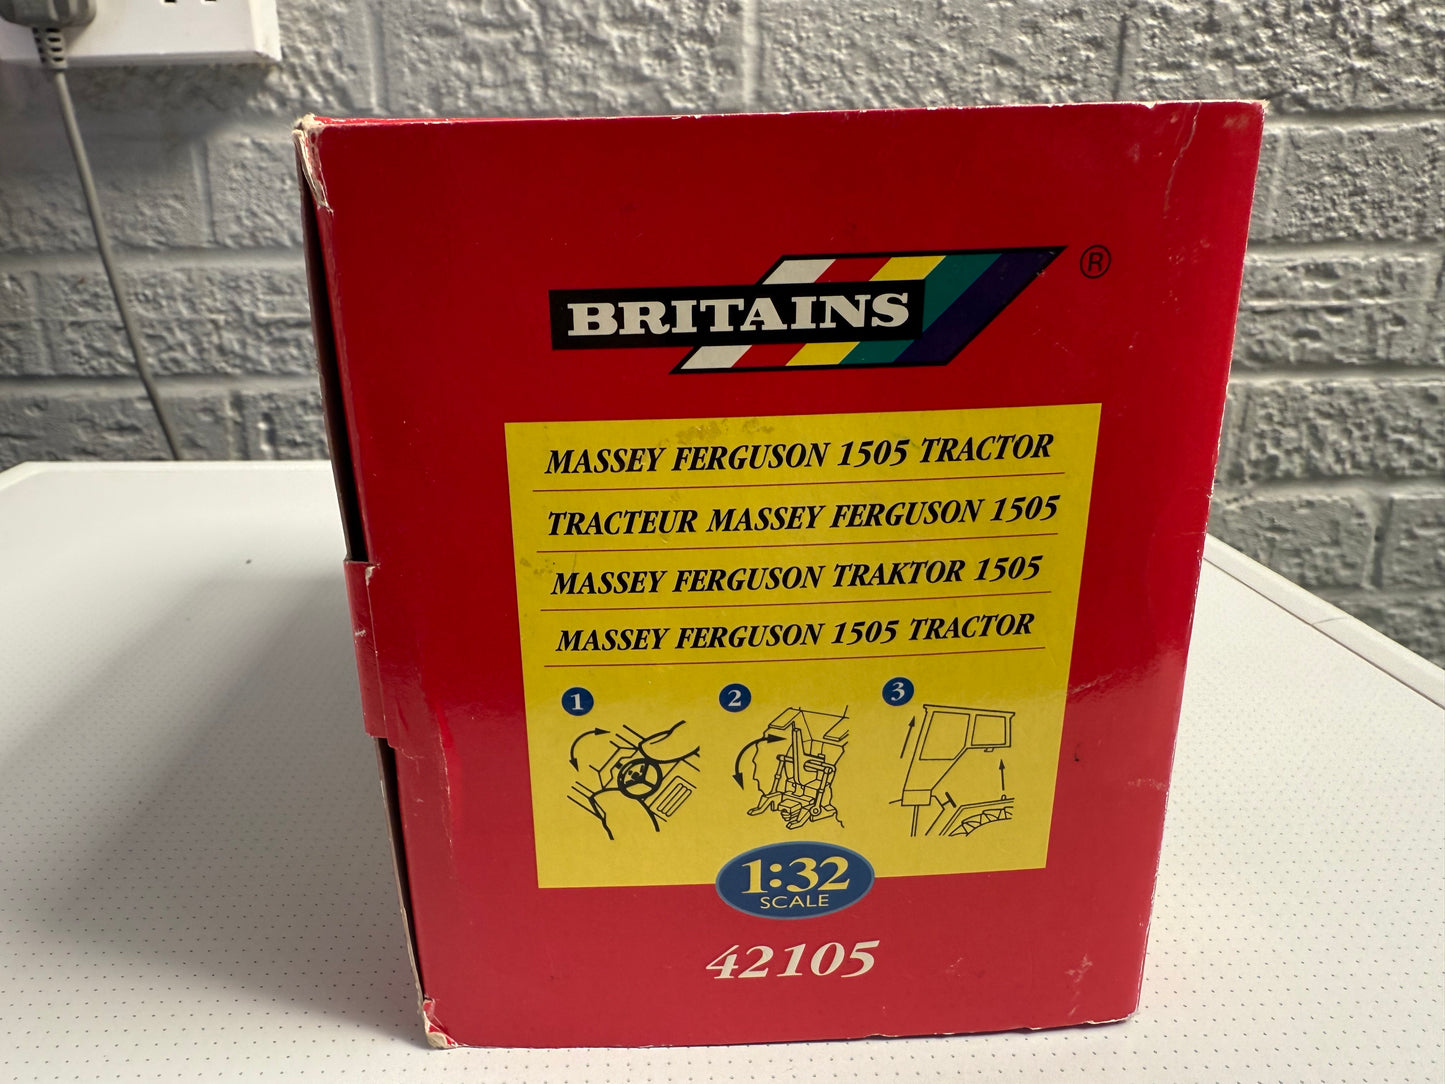 BRITAINS ®
MASSEY FERGUSON 1505 TRACTOR
TRACTEUR MASSEY FERGUSON 1505
MASSEY FERGUSON TRAKTOR 1505
MASSEY FERGUSON 1505 TRACTOR
1 2 3
1:32
SCALE
42105